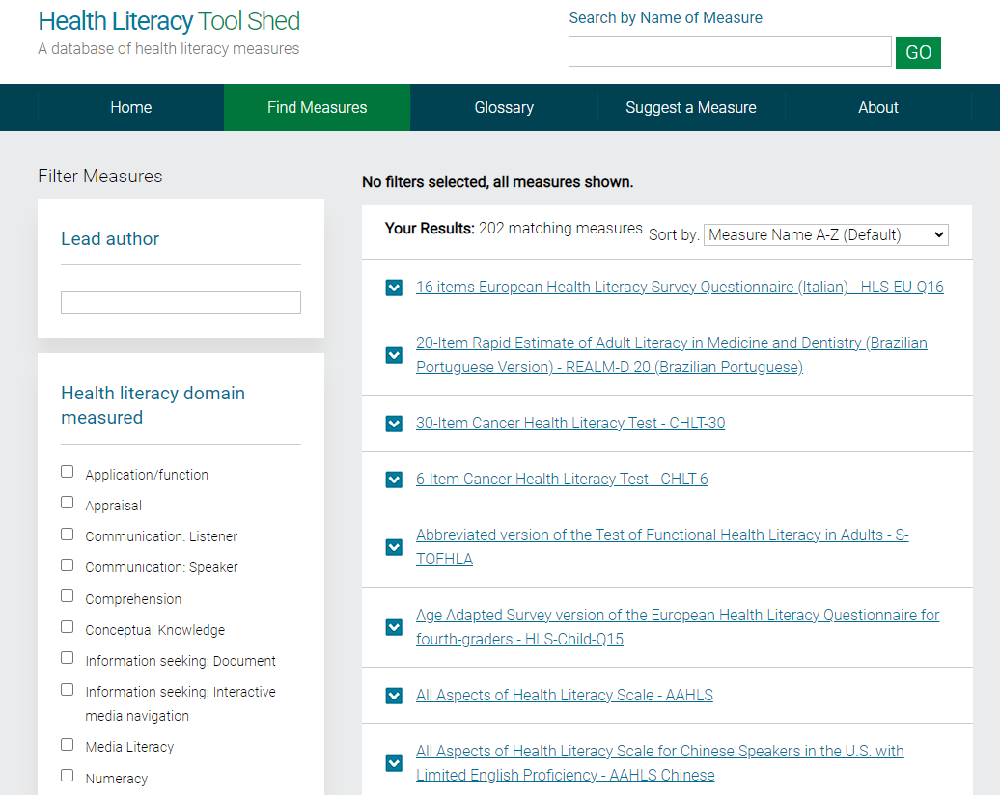 Health Literacy Tool Shed
A database of health literacy measures
Search by Name of Measure
GO
Home
Find Measures
Glossary
Suggest a Measure
About
Filter Measures
Lead author
Health literacy domain
measured
Application/function
Appraisal
Communication: Listener
Communication: Speaker
Comprehension
Conceptual Knowledge
Information seeking: Document
Information seeking: Interactive
media navigation
Media Literacy
Numeracy
No filters selected, all measures shown.
Your Results: 202 matching measures
Sort by: Measure Name A-Z (Default)
16 items European Health Literacy Survey Questionnaire (Italian) - HLS-EU-Q16
20-Item Rapid Estimate of Adult Literacy in Medicine and Dentistry (Brazilian
Portuguese Version) - REALM-D 20 (Brazilian Portuguese)
30-Item Cancer Health Literacy Test - CHLT-30
6-Item Cancer Health Literacy Test - CHLT-6
Abbreviated version of the Test of Functional Health Literacy in Adults - S-
TOFHLA
Age Adapted Survey version of the European Health Literacy Questionnaire for
fourth-graders - HLS-Child-Q15
All Aspects of Health Literacy Scale - AAHLS
All Aspects of Health Literacy Scale for Chinese Speakers in the U.S. with
Limited English Proficiency - AAHLS Chinese